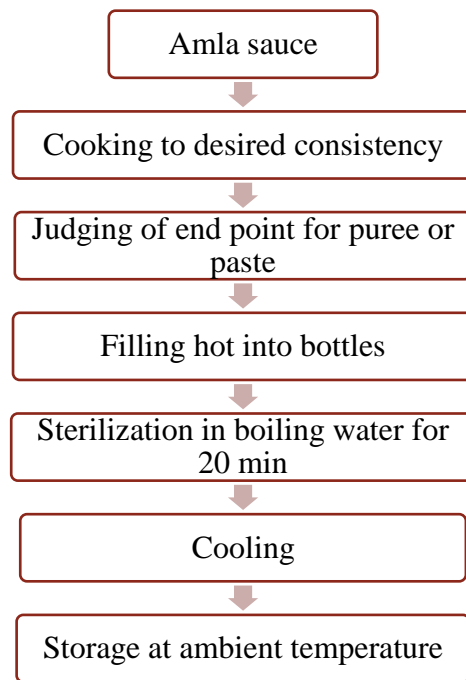 Amla sauce
Cooking to desired consistency
Judging of end point for puree or
paste
Filling hot into bottles
Sterilization in boiling water for
20 min
Cooling
Storage at ambient temperature